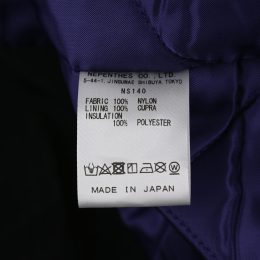 NEPENTHES CO., LTD.
5-44-1, JINGUMAE SHIBUYA TOKYO
NS140
FABRIC 100% NYLON
LINING 100% CUPRA
INSULATION
100% POLYESTER
MADE IN JAPAN